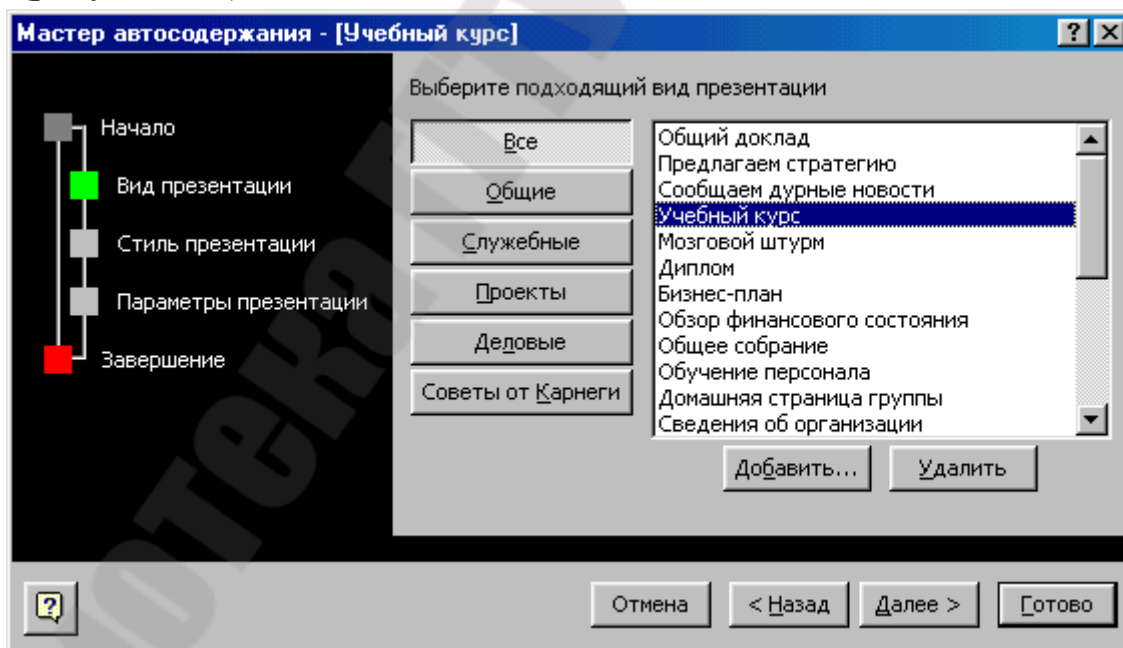 Мастер автосодержания - [Учебный курс]
Начало
Вид презентации
Стиль презентации
Параметры презентации
Завершение
Выберите подходящий вид презентации
Все
Общие
Служебные
Проекты
Деловые
Советы от Карнеги
Общий доклад
Предлагаем стратегию
Сообщаем дурные новости
Учебный курс
Мозговой штурм
Диплом
Бизнес-план
Обзор финансового состояния
Общее собрание
Обучение персонала
Домашняя страница группы
Сведения об организации
Добавить...
Удалить
Отмена
< Назад
Далее >
Готово